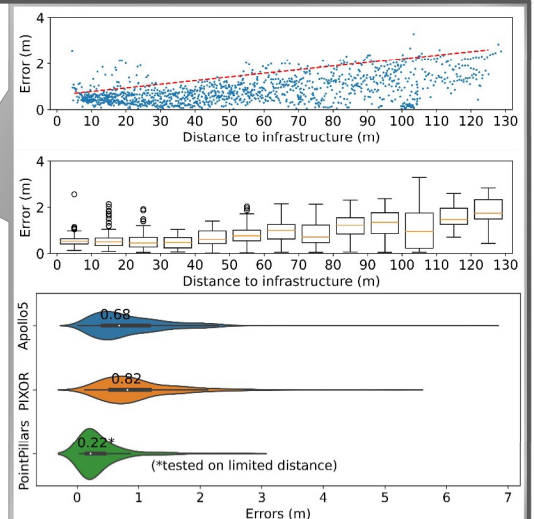 4
2
0
Error (m)
0 10 20 30 40 50 60 70 80 90 100 110 120 130
Distance to infrastructure (m)
4
2
0
Error (m)
0 10 20 30 40 50 60 70 80 90 100 110 120 130
Distance to infrastructure (m)
Apollo5
0.68
PIXOR
0.82
PointPillars
0.22*
(*tested on limited distance)
0 1 2 3 4 5 6 7
Errors (m)